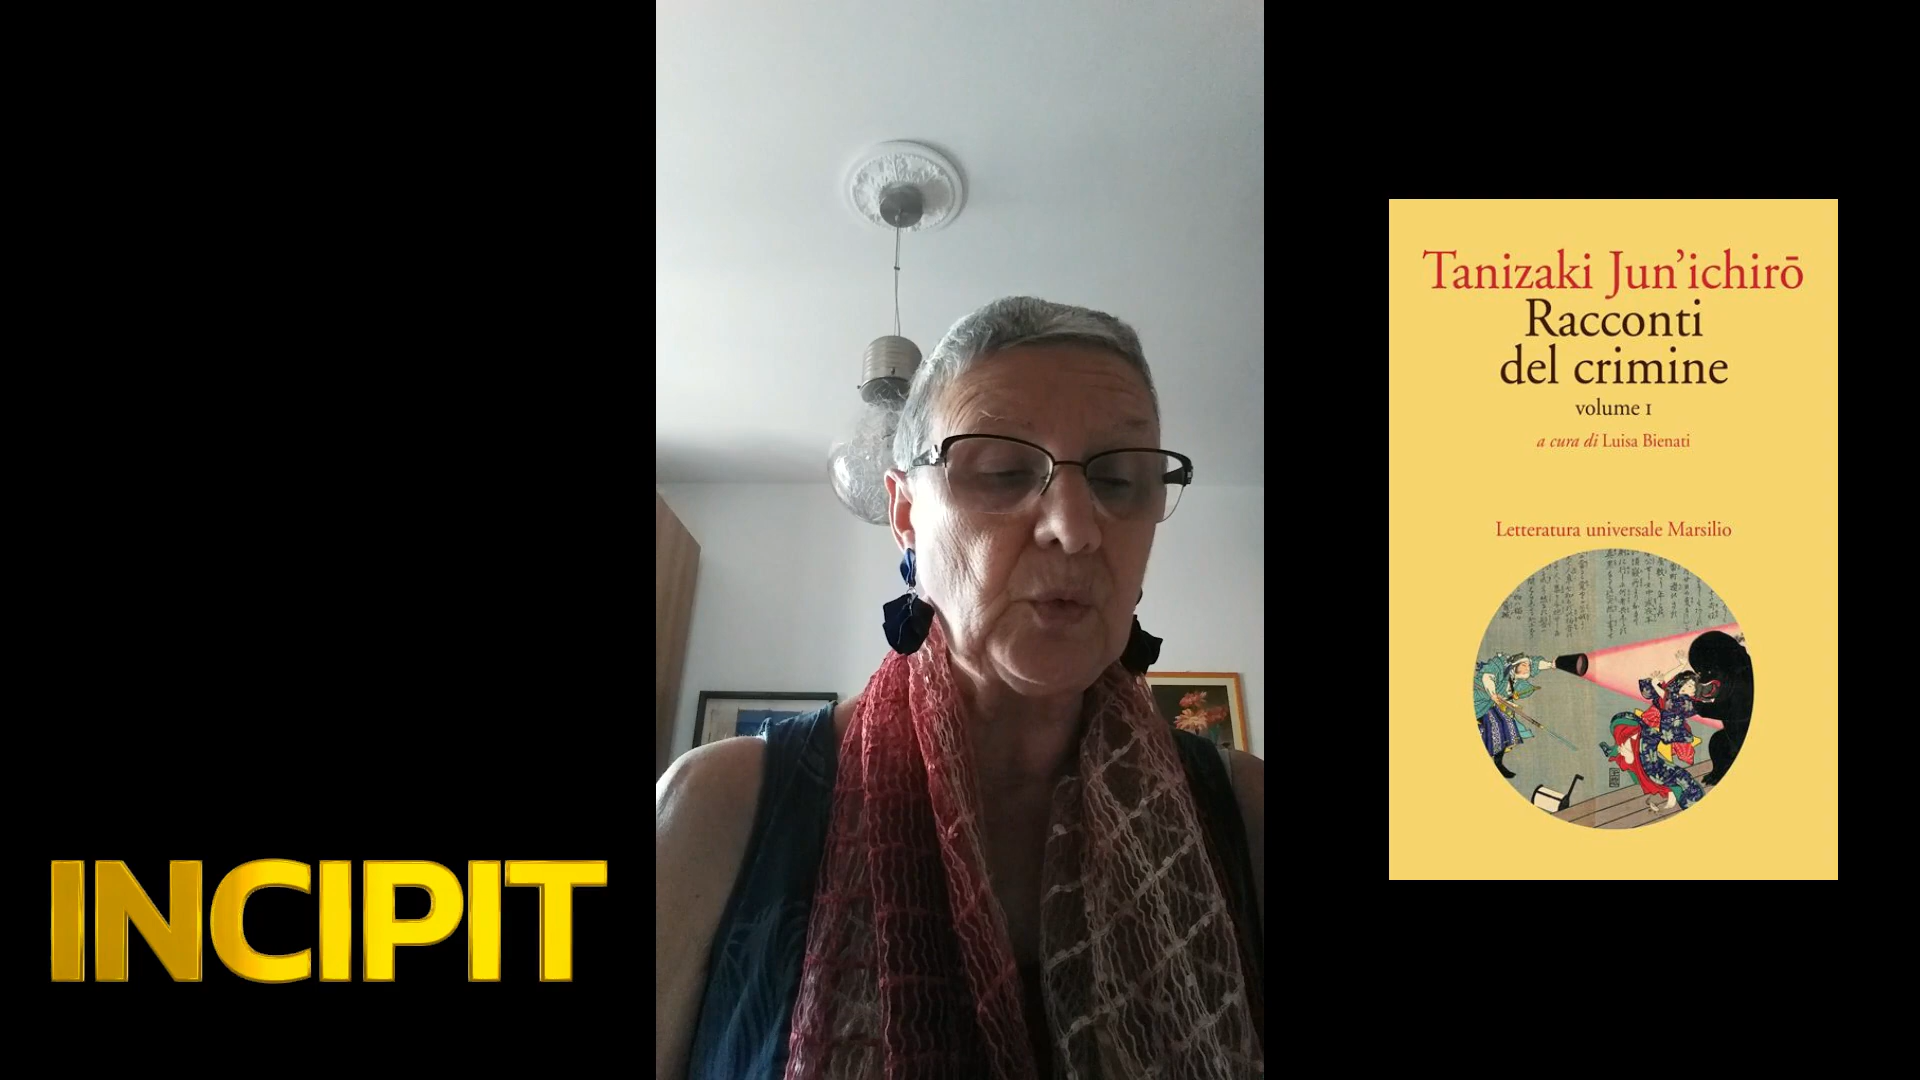 INCIPIT
Tanizaki Jun’ichirō
Racconti
del crimine
volume I
a cura di Luisa Bienati
Letteratura universale Marsilio